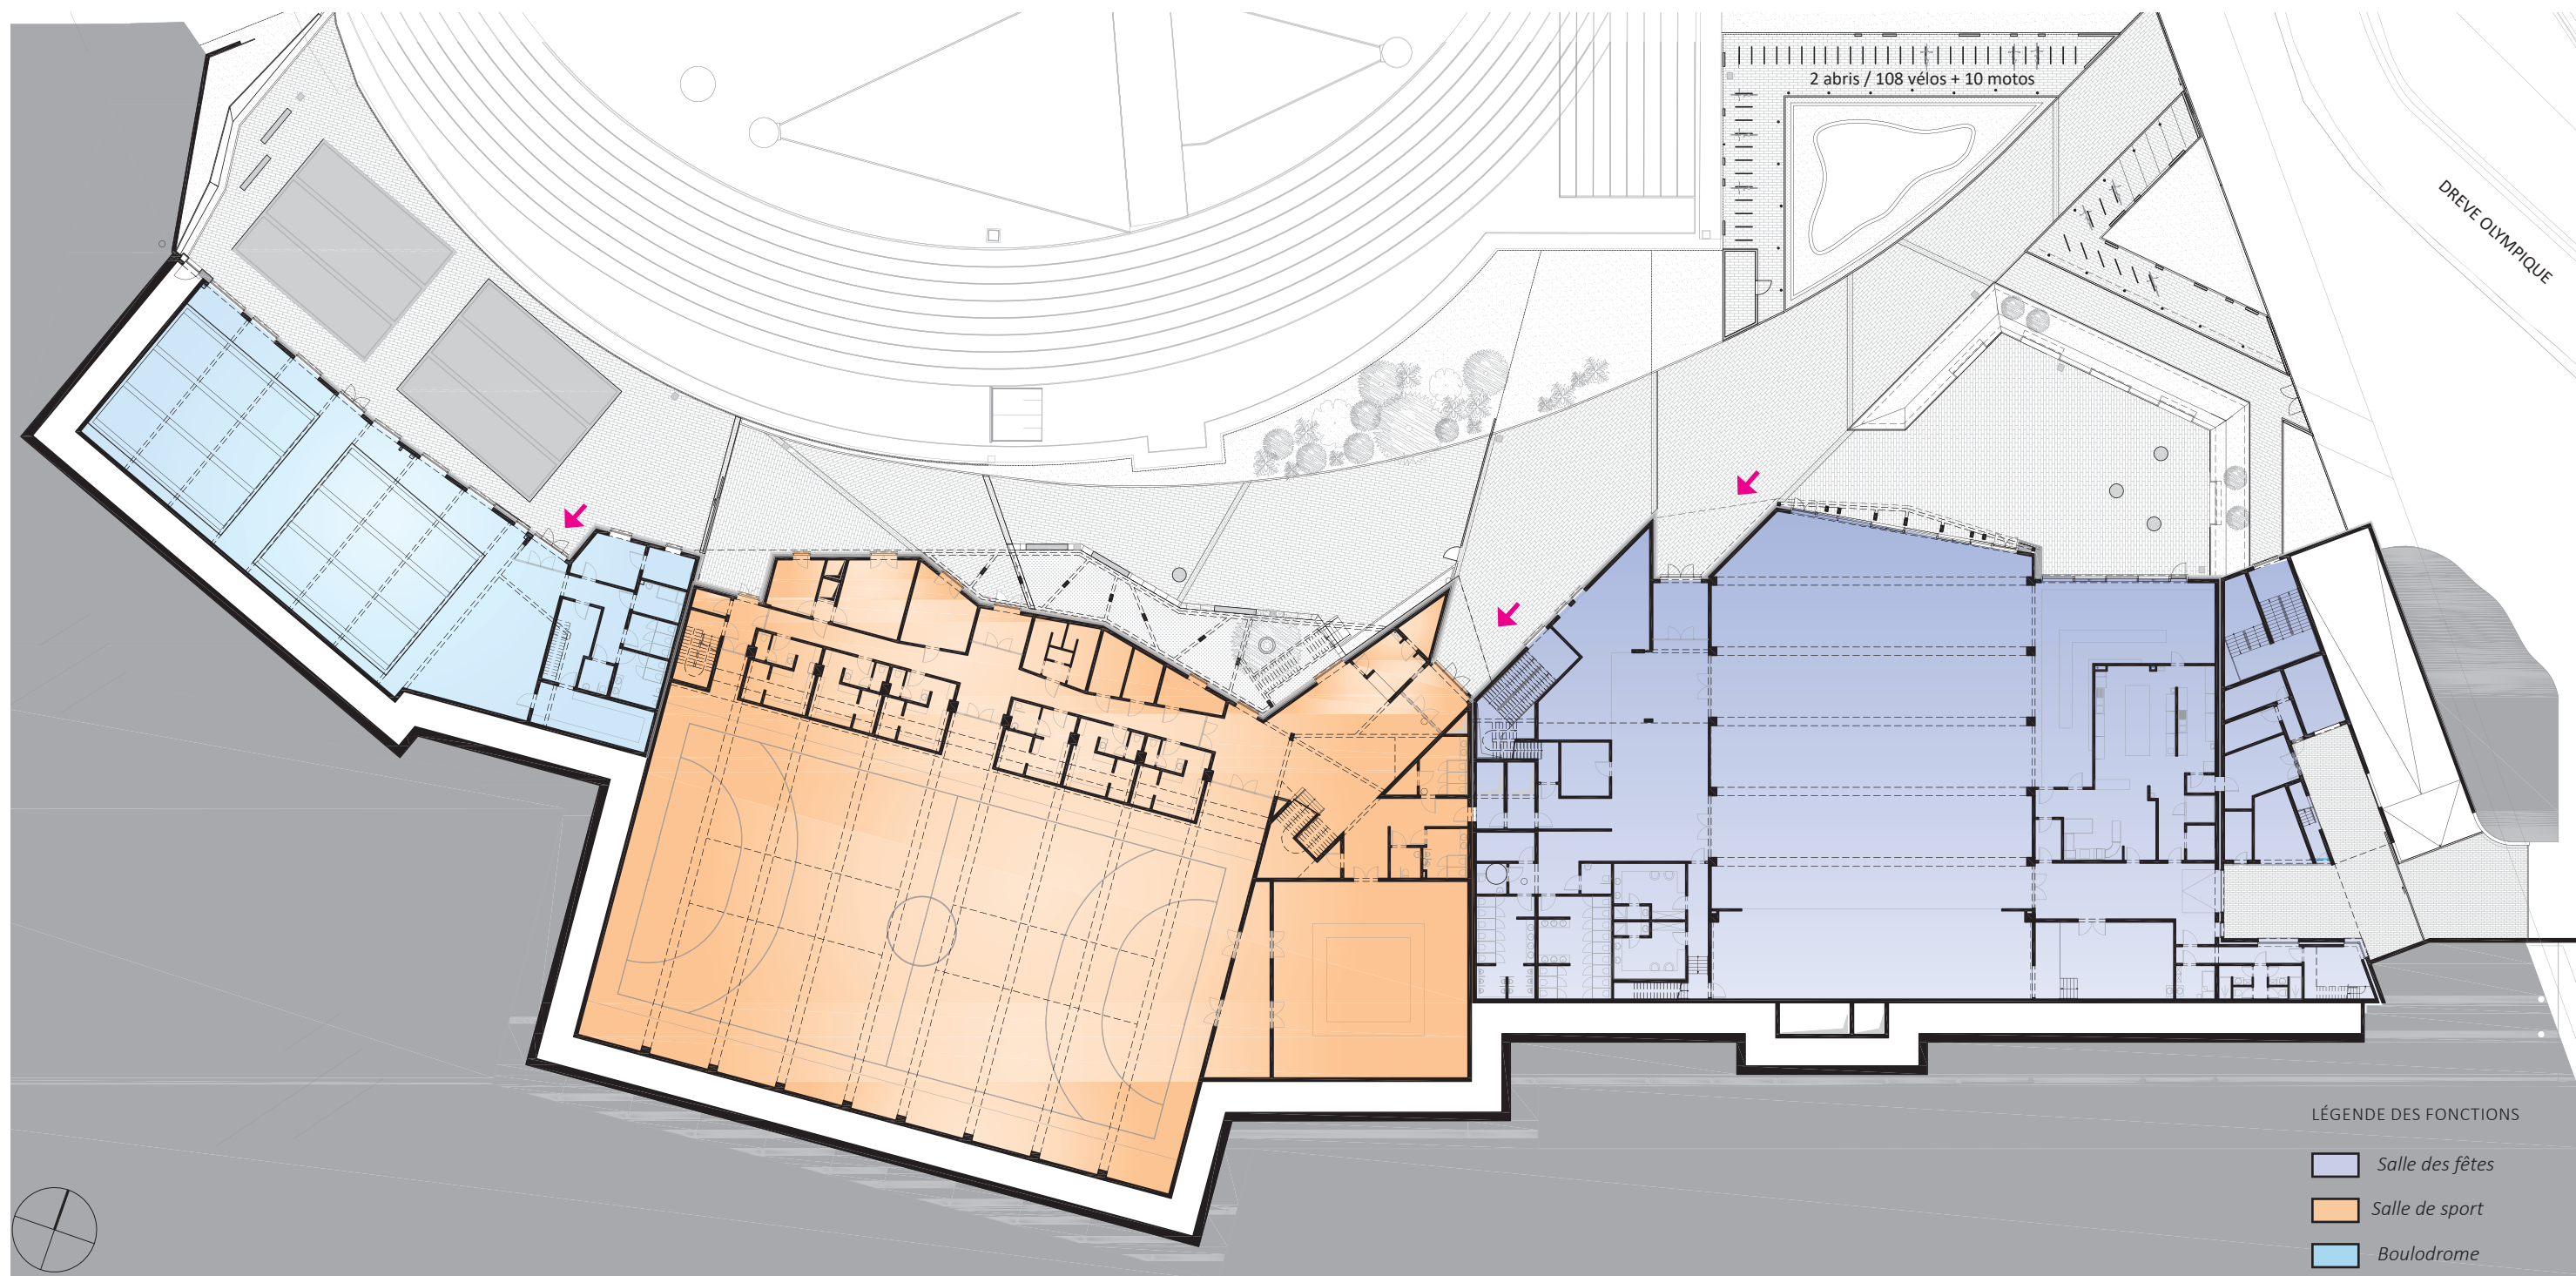 2 abris / 108 vélos + 10 motos
DREVE OLYMPIQUE
LÉGENDE DES FONCTIONS
Salle des fêtes
Salle de sport
Boulodrome